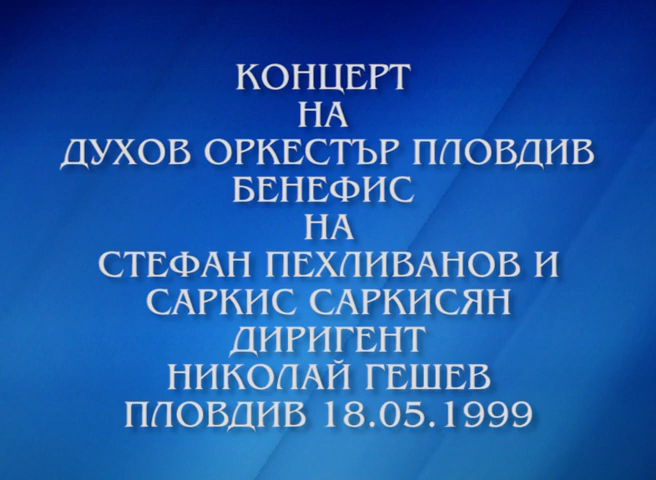 КОНЦЕРТ
НА
ДУХОВ ОРКЕСТЪР ПЛОВДИВ
БЕНЕФИС
НА
СТЕФАН ПЕХЛИВАНОВ И
САРКИС САРКИСЯН
ДИРИГЕНТ
НИКОЛАЙ ГЕШЕВ
ПЛОВДИВ 18.05.1999